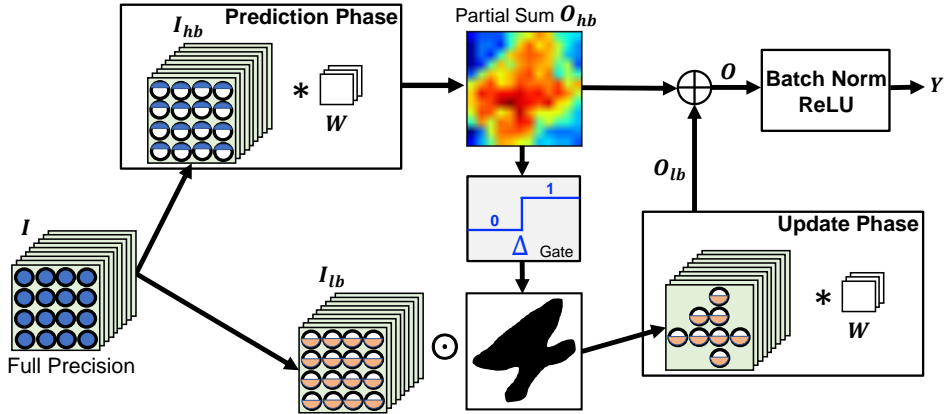 Prediction Phase
I_hb
*
W
Partial Sum O_hb
O
Batch Norm
ReLU
Y
1
0
Δ
Gate
O_lb
Update Phase
*
W
I
Full Precision
I_lb